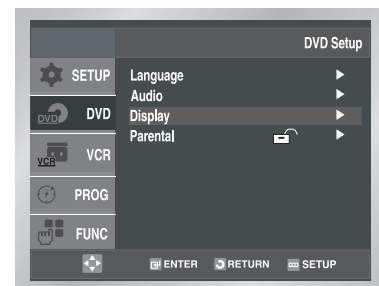 DVD Setup
SETUP
DVD DVD
VCR VCR
PROG
FUNC
Language
Audio
Display
Parental
ENTER RETURN SETUP